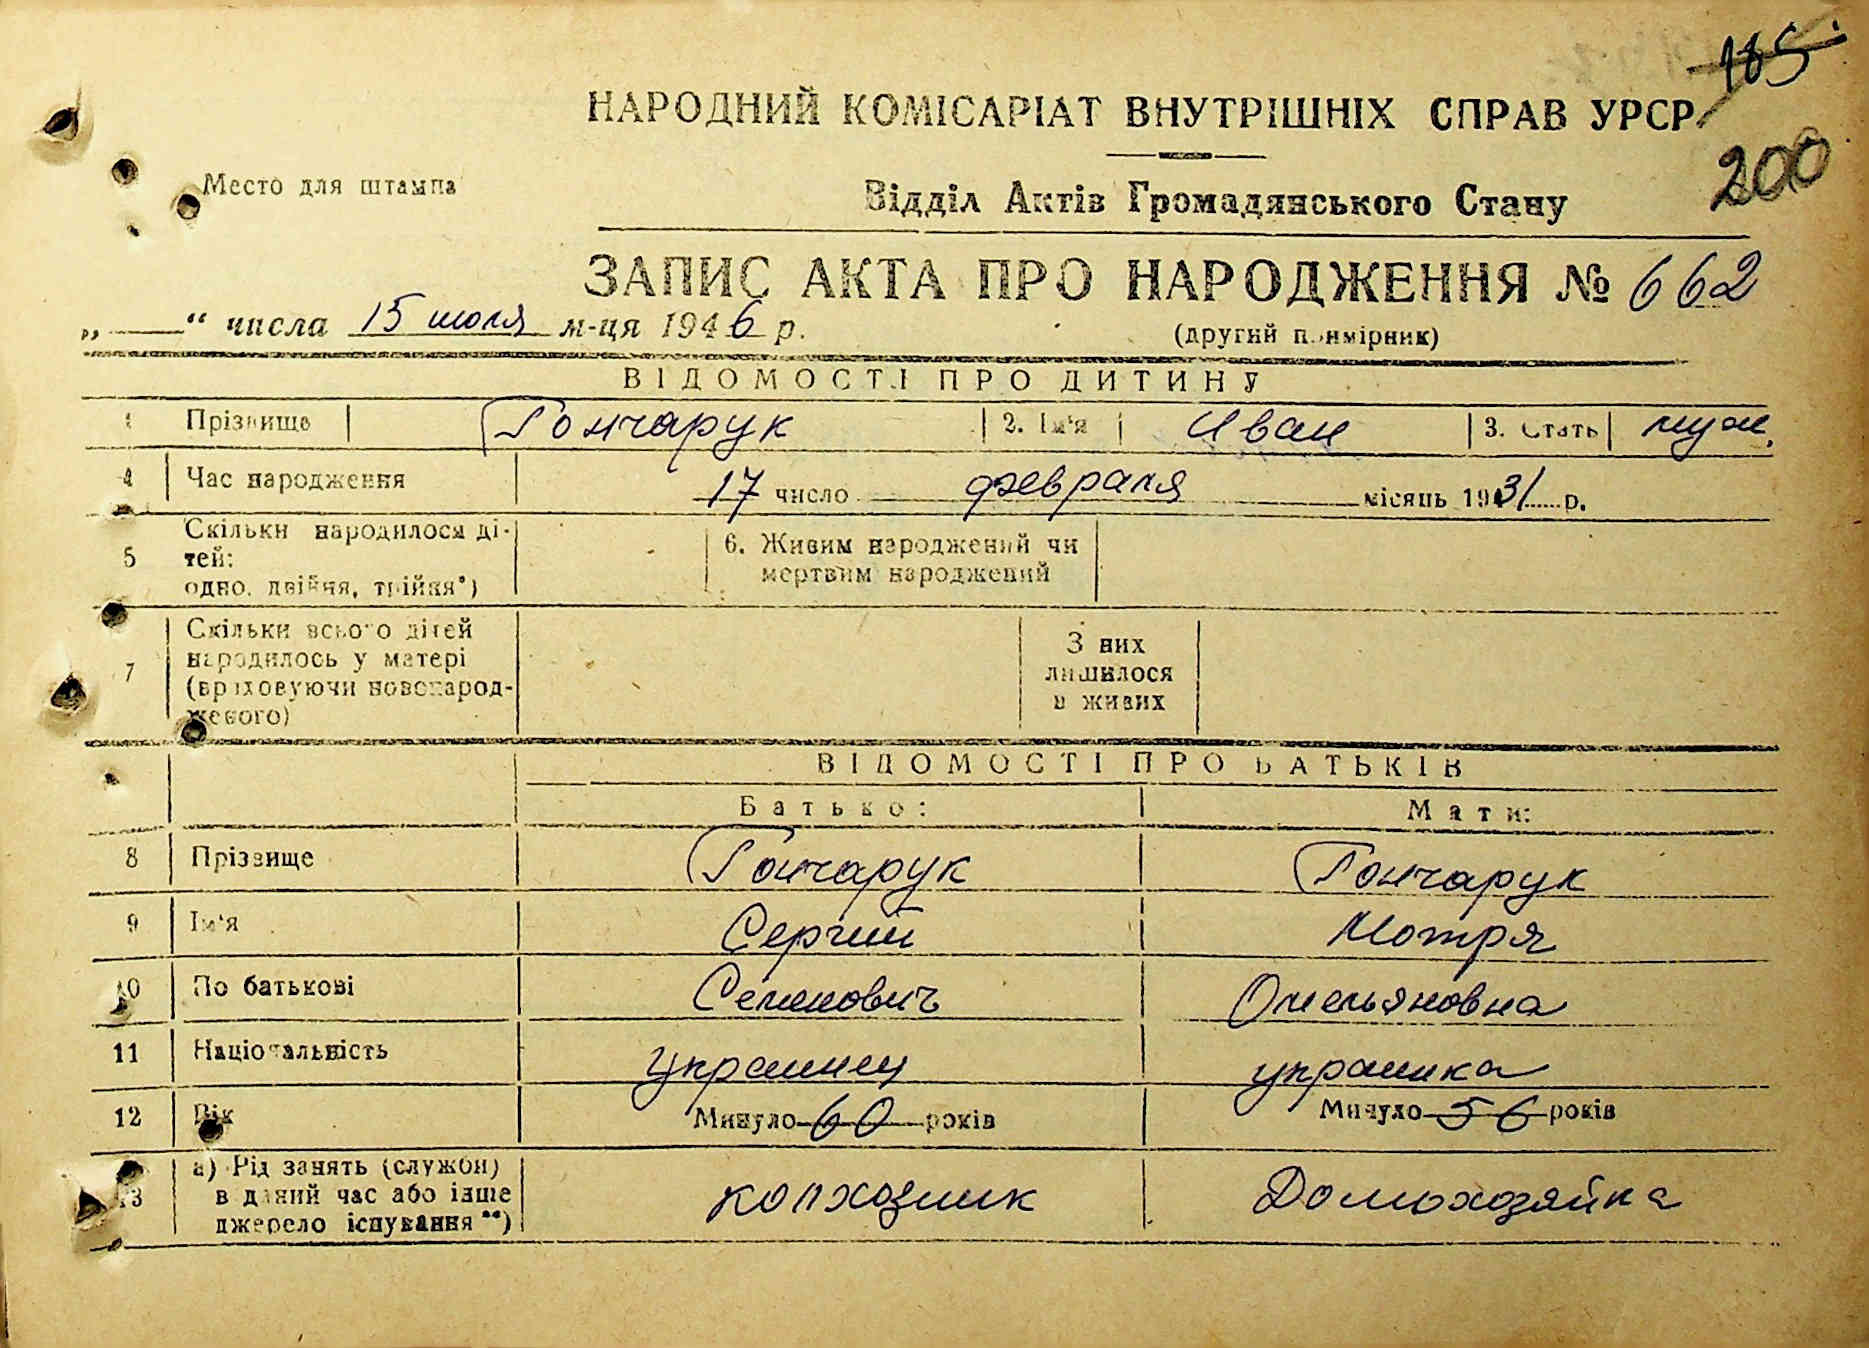 185
НАРОДНИЙ КОМІСАРІАТ ВНУТРІШНІХ СПРАВ УРСР
200
Место для штампа
Відділ Актів Громадянського Стану
ЗАПИС АКТА ПРО НАРОДЖЕННЯ № 662
„ — “ числа 15 июля м-ця 1946 р.
(другий примірник)
ВІДОМОСТІ ПРО ДИТИНУ
1 Прізвище Гончарук 2. Ім'я Иван 3. Стать муж.
4 Час народження 17 число февраля місяць 1931 р.
5 Скільки народилося ді-
тей:
одно, двійня, трійня*)
6. Живим народжений чи
мертвим народжений
7 Скільки всього дітей
народилось у матері
(враховуючи новонарод-
женого)
З них
лишилося
в живих
ВІДОМОСТІ ПРО БАТЬКІВ
Батько: Мати:
8 Прізвище Гончарук Гончарук
9 Ім'я Сергий Мотря
10 По батькові Семенович Омельяновна
11 Національність украинец украинка
12 Вік Минуло 60 років Минуло 56 років
13 а) Рід занять (служби)
в даний час або інше
джерело існування**)
колхозник Домохозяйка